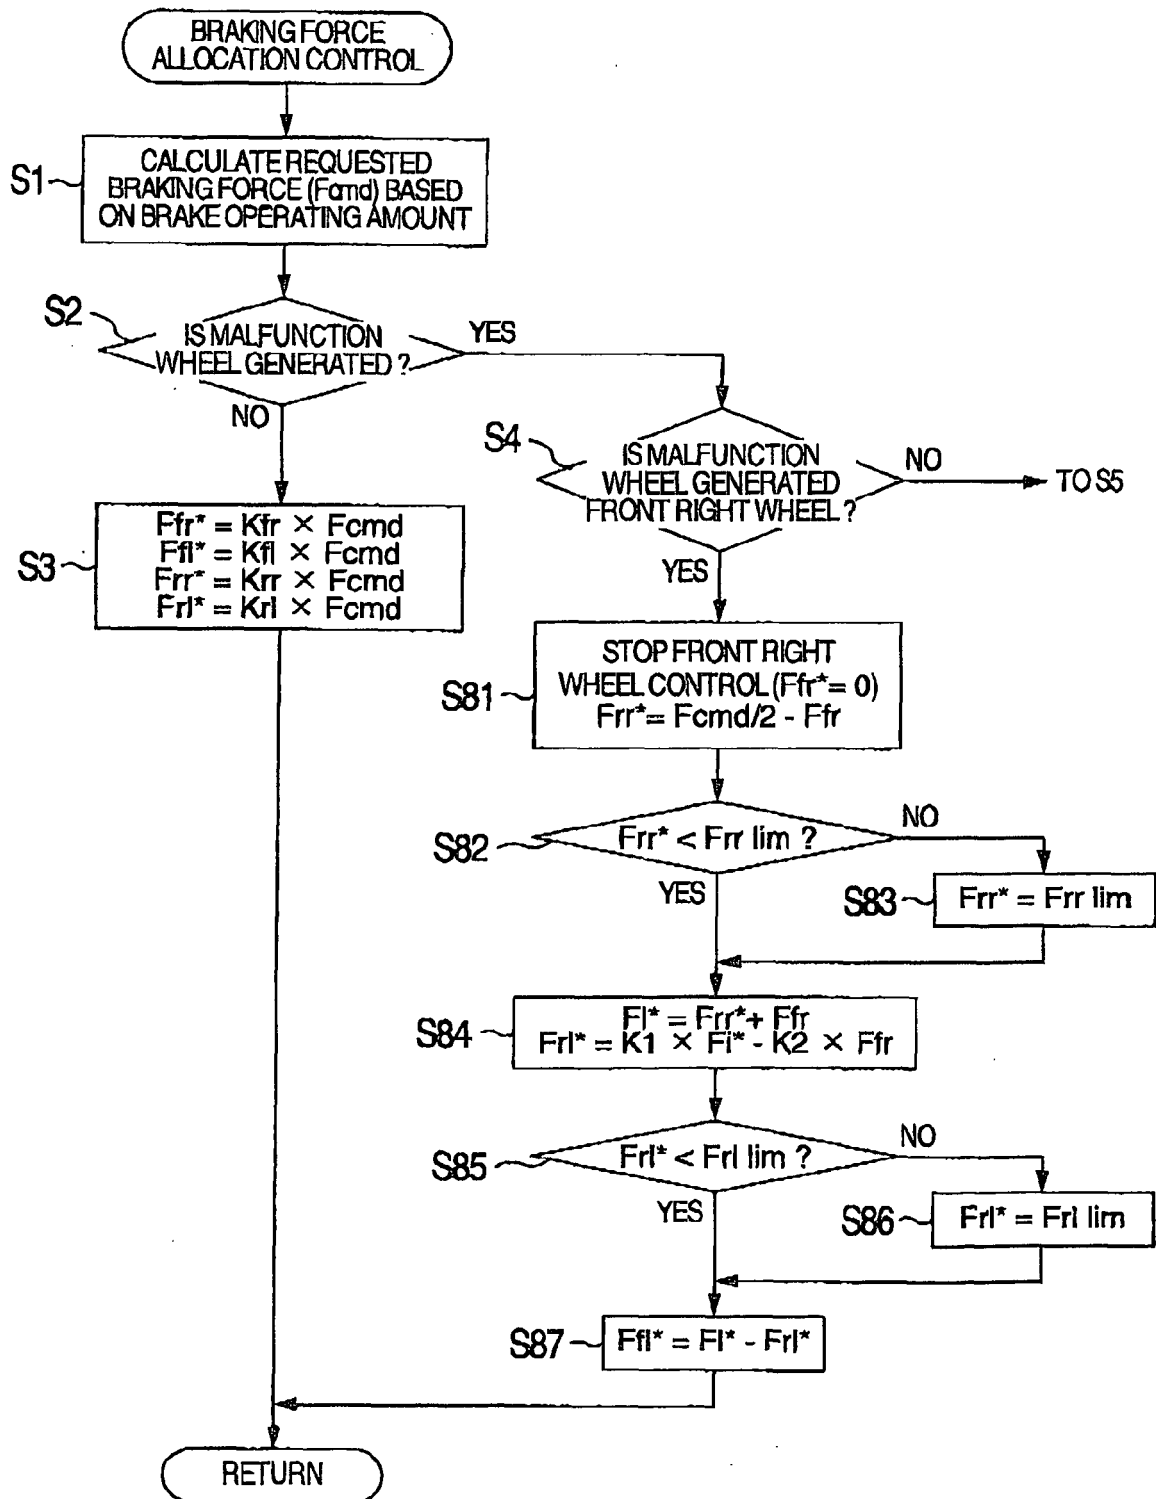 BRAKING FORCE
ALLOCATION CONTROL
S1
CALCULATE REQUESTED
BRAKING FORCE (Fcmd) BASED
ON BRAKE OPERATING AMOUNT
S2
IS MALFUNCTION
WHEEL GENERATED ?
YES
NO
S3
Ffr* = Kfr × Fcmd
Ffl* = Kfl × Fcmd
Frr* = Krr × Fcmd
Frl* = Krl × Fcmd
S4
IS MALFUNCTION
WHEEL GENERATED
FRONT RIGHT WHEEL ?
NO
TO S5
YES
S81
STOP FRONT RIGHT
WHEEL CONTROL (Ffr* = 0)
Frr* = Fcmd/2 - Ffr
S82
Frr* < Frr lim ?
NO
YES
S83
Frr* = Frr lim
S84
Fl* = Frr* + Ffr
Frl* = K1 × Fl* - K2 × Ffr
S85
Frl* < Frl lim ?
NO
YES
S86
Frl* = Frl lim
S87
Ffl* = Fl* - Frl*
RETURN